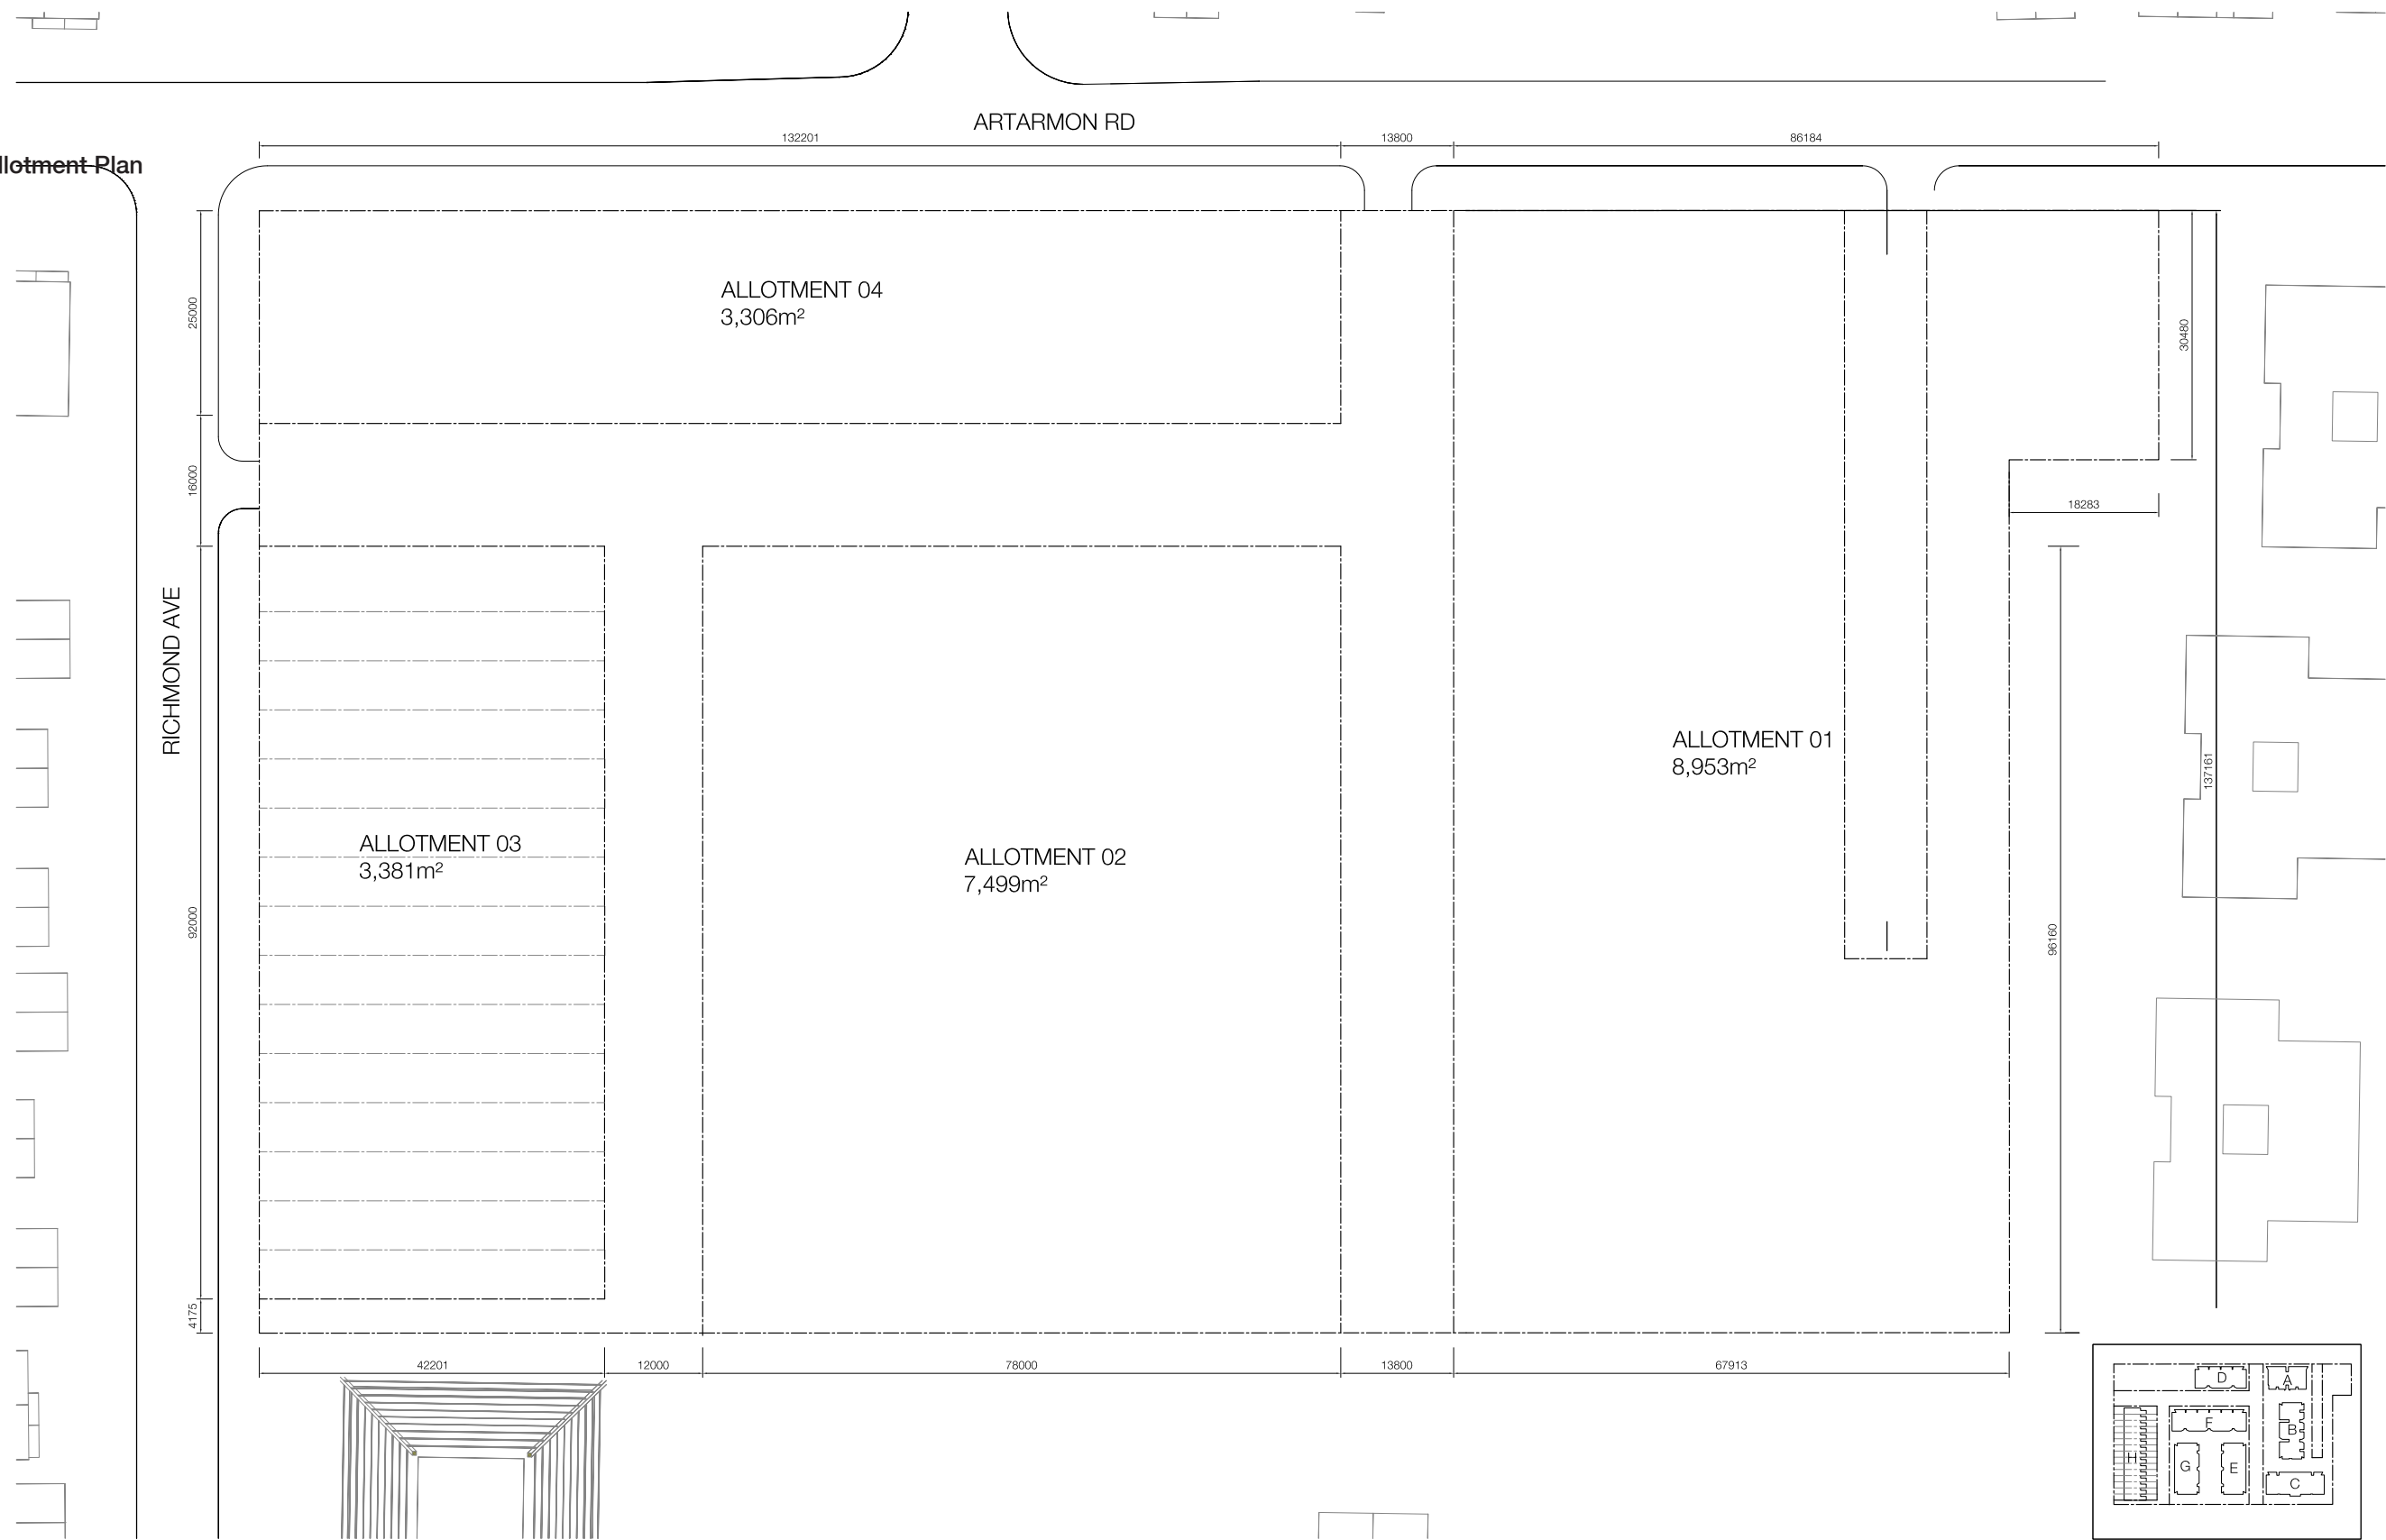 ARTARMON RD
132201
13800
86184
llotment Plan
ALLOTMENT 04
3,306m²
25000
30480
16000
18283
RICHMOND AVE
ALLOTMENT 01
8,953m²
137161
ALLOTMENT 03
3,381m²
ALLOTMENT 02
7,499m²
92000
96160
4175
42201
12000
78000
13800
67913
D
A
F
B
H
G
E
C